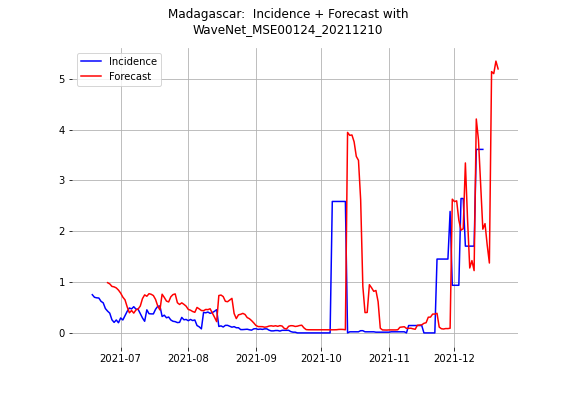 Madagascar:  Incidence + Forecast with
WaveNet_MSE00124_20211210
Incidence
Forecast
5
4
3
2
1
0
2021-07 2021-08 2021-09 2021-10 2021-11 2021-12